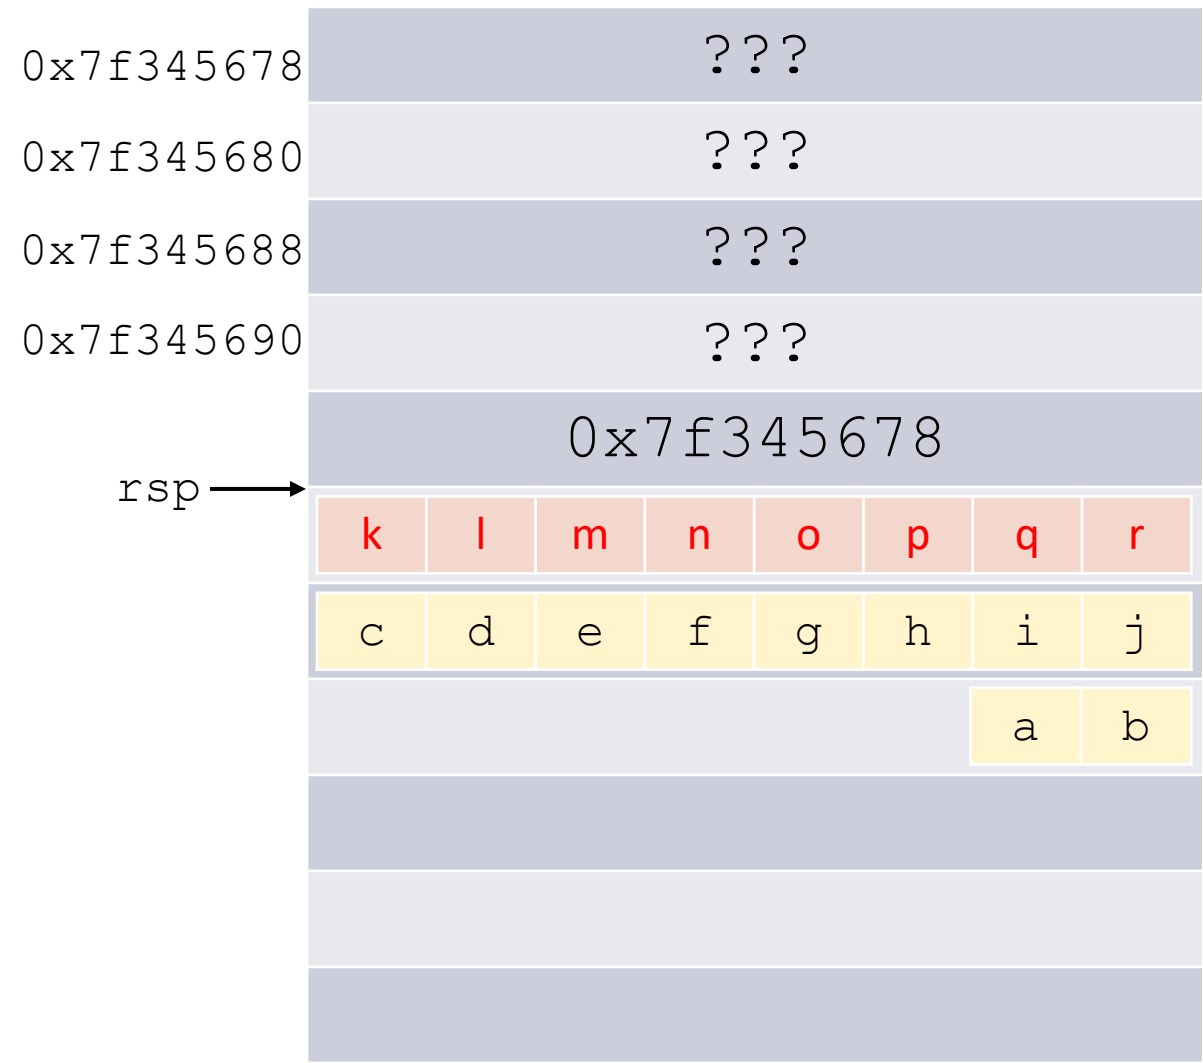 0x7f345678 ???
0x7f345680 ???
0x7f345688 ???
0x7f345690 ???
0x7f345678
rsp
k l m n o p q r
c d e f g h i j
a b